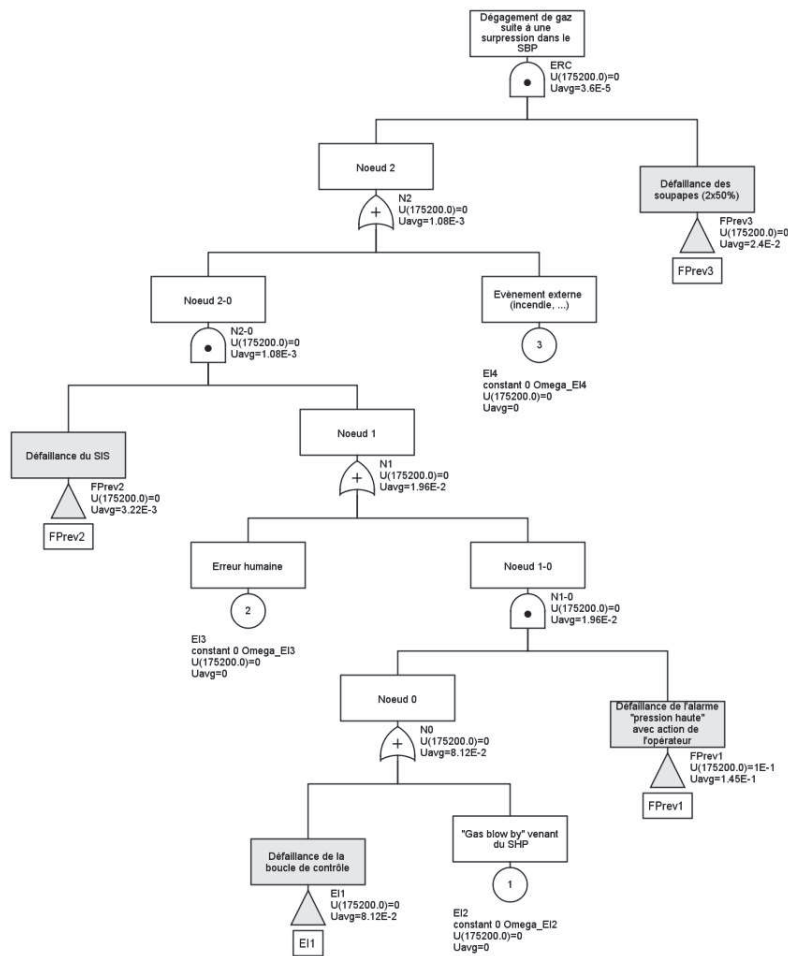 Dégagement de gaz
suite à une
surpression dans le
SBP
ERC
U(175200.0)=0
Uavg=3.6E-5
Noeud 2
N2
U(175200.0)=0
Uavg=1.08E-3
Défaillance des
soupapes (2x50%)
FPrev3
U(175200.0)=0
Uavg=2.4E-2
FPrev3
Noeud 2-0
N2-0
U(175200.0)=0
Uavg=1.08E-3
Evènement externe
(incendie, ...)
3
EI4
constant 0 Omega_EI4
U(175200.0)=0
Uavg=0
Défaillance du SIS
FPrev2
U(175200.0)=0
Uavg=3.22E-3
FPrev2
Noeud 1
N1
U(175200.0)=0
Uavg=1.96E-2
Erreur humaine
2
EI3
constant 0 Omega_EI3
U(175200.0)=0
Uavg=0
Noeud 1-0
N1-0
U(175200.0)=0
Uavg=1.96E-2
Noeud 0
N0
U(175200.0)=0
Uavg=8.12E-2
Défaillance de l'alarme
"pression haute"
avec action de
l'opérateur
FPrev1
U(175200.0)=1E-1
Uavg=1.45E-1
FPrev1
Défaillance de la
boucle de contrôle
EI1
U(175200.0)=0
Uavg=8.12E-2
EI1
"Gas blow by" venant
du SHP
1
EI2
constant 0 Omega_EI2
U(175200.0)=0
Uavg=0